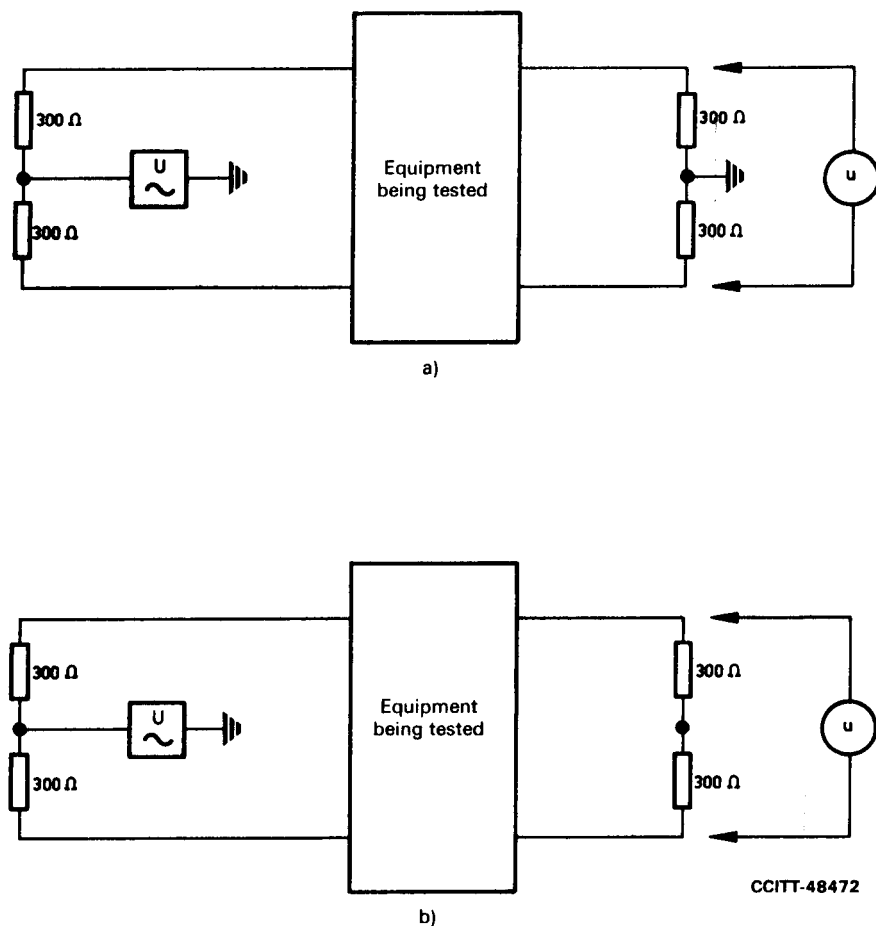 300 Ω
U
300 Ω
Equipment
being tested
300 Ω
300 Ω
u
a)
300 Ω
U
300 Ω
Equipment
being tested
300 Ω
300 Ω
u
CCITT-48472
b)